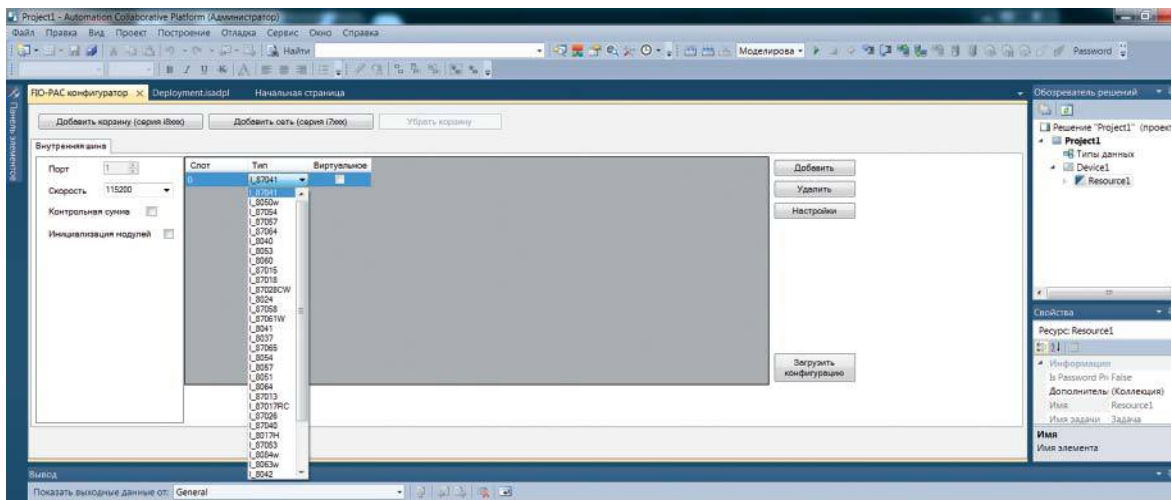 Project1 - Automation Collaborative Platform (Администратор)
Файл Правка Вид Проект Построение Отладка Сервис Окно Справка
Найти Моделирова Password
FIO-PAC конфигуратор Deployment.isadpl Начальная страница
Панель элементов
Добавить корзину (серия i8xxx) Добавить сеть (серия i7xxx) Убрать корзину
Внутренняя шина
Порт 1
Скорость 115200
Контрольная сумма
Инициализация модулей
Слот Тип Виртуальное
0 I_87041
I_87041
I_8050w
I_87054
I_87057
I_87064
I_8040
I_8053
I_8060
I_87015
I_87018
I_87028CW
I_8024
I_87058
I_87061W
I_8041
I_8037
I_87065
I_8054
I_8057
I_8051
I_8064
I_87013
I_87017RC
I_87026
I_87040
I_8017H
I_87053
I_8084w
I_8063w
I_8042
Добавить
Удалить
Настройки
Загрузить конфигурацию
Обозреватель решений
Решение "Project1" (проек
Project1
Типы данных
Device1
Resource1
Свойства
Ресурс: Resource1
Информация
Is Password Pr False
Дополнитель (Коллекция)
Имя Resource1
Имя задачи Задача
Имя
Имя элемента
Вывод
Показать выходные данные от: General